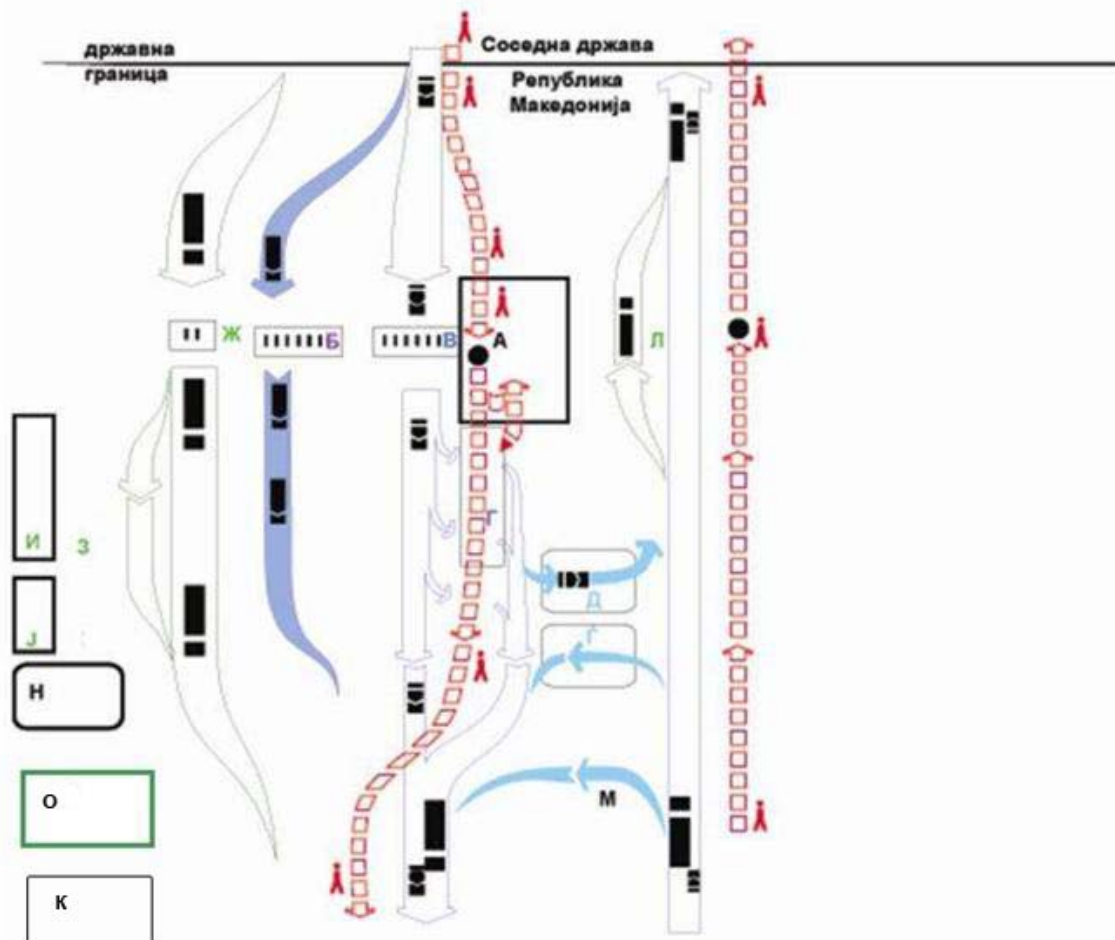 државна
граница
Соседна држава
Република
Македонија
Ж
Б
В
А
Л
Г
И
З
Д
Ѓ
Ј
Н
М
О
К